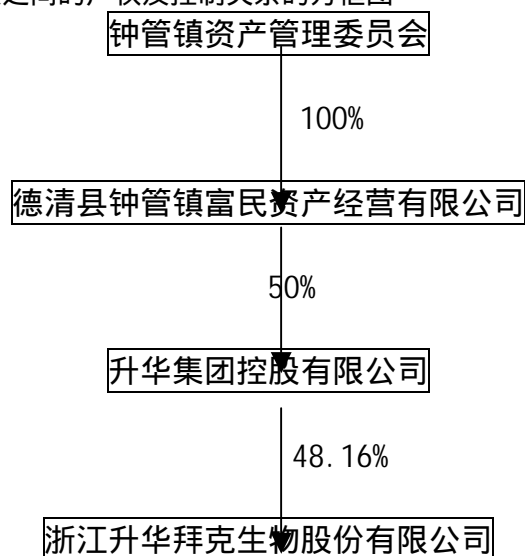 钟管镇资产管理委员会
100%
德清县钟管镇富民资产经营有限公司
50%
升华集团控股有限公司
48.16%
浙江升华拜克生物股份有限公司